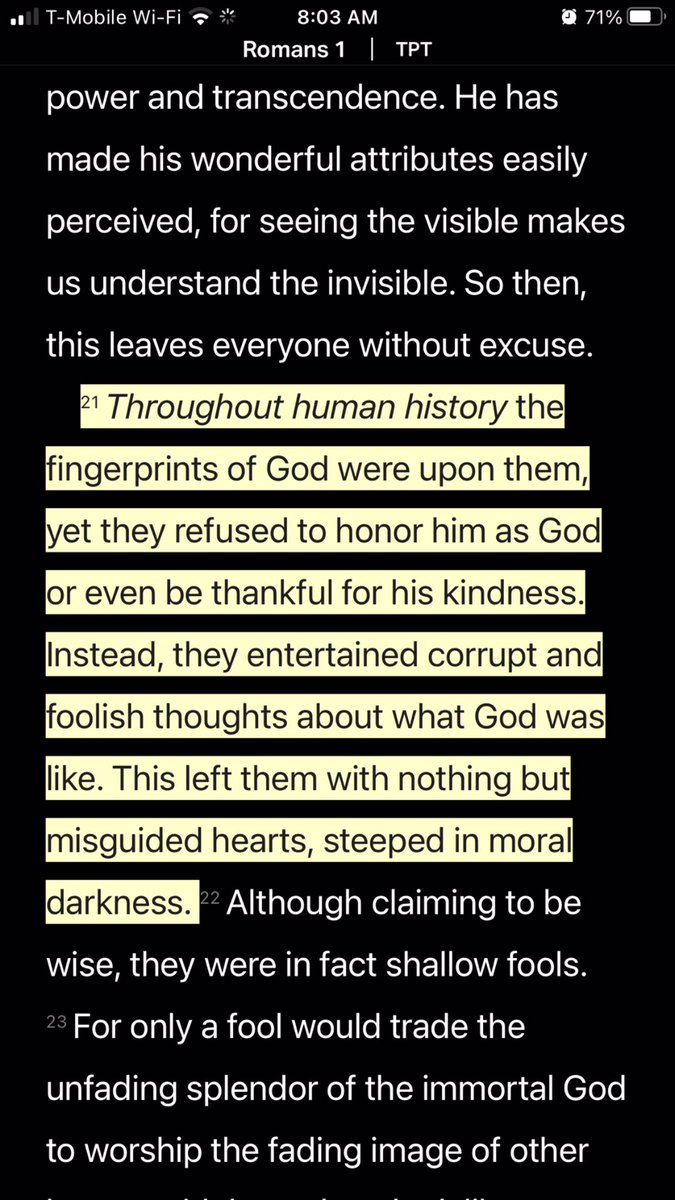 T-Mobile Wi-Fi 8:03 AM 71%
Romans 1 | TPT
power and transcendence. He has
made his wonderful attributes easily
perceived, for seeing the visible makes
us understand the invisible. So then,
this leaves everyone without excuse.
21 Throughout human history the
fingerprints of God were upon them,
yet they refused to honor him as God
or even be thankful for his kindness.
Instead, they entertained corrupt and
foolish thoughts about what God was
like. This left them with nothing but
misguided hearts, steeped in moral
darkness. 22 Although claiming to be
wise, they were in fact shallow fools.
23 For only a fool would trade the
unfading splendor of the immortal God
to worship the fading image of other